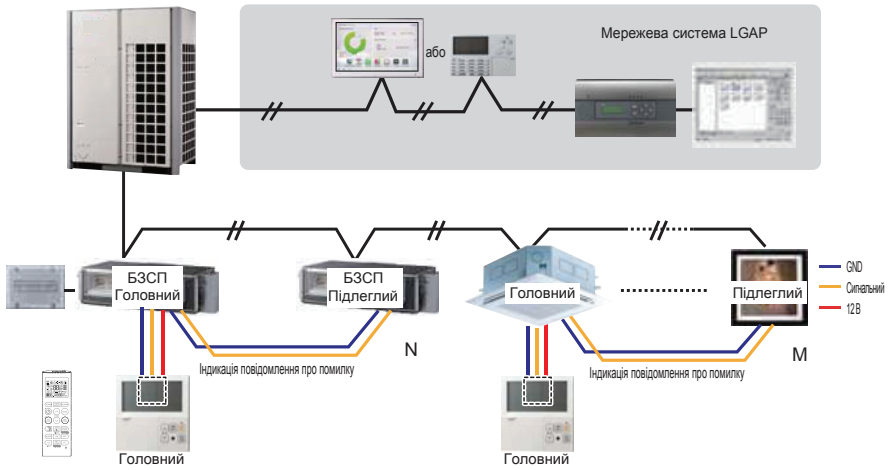 Мережева система LGAP
або
БЗСП
Головний
БЗСП
Підлеглий
Головний
Підлеглий
GND
Сигнальний
12 В
N
M
Індикація повідомлення про помилку
Індикація повідомлення про помилку
Головний
Головний